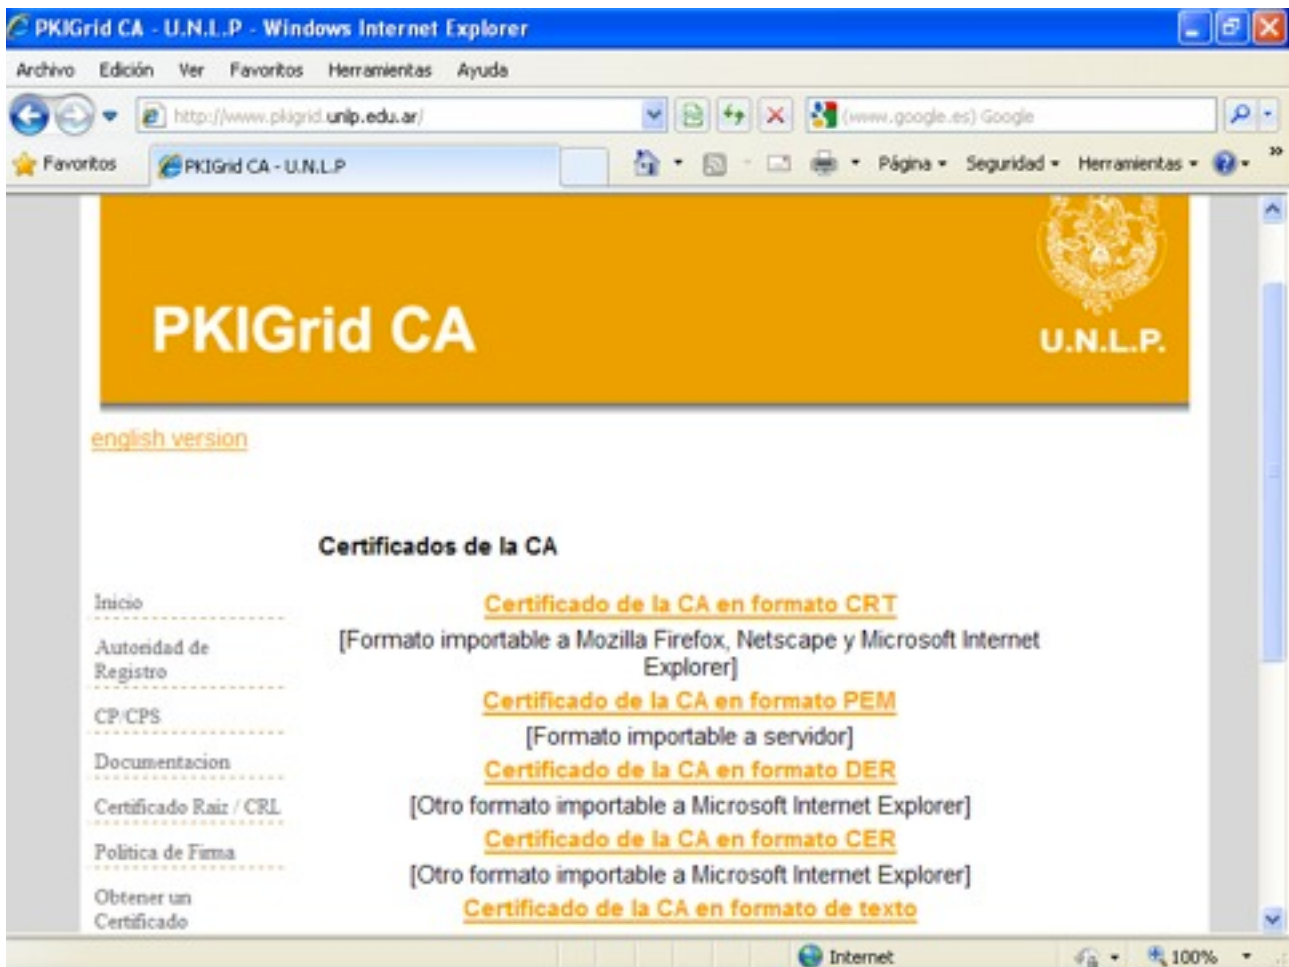 PKIGrid CA - U.N.L.P - Windows Internet Explorer
Archivo Edición Ver Favoritos Herramientas Ayuda
http://www.pkigrid.unlp.edu.ar/ (www.google.es) Google
Favoritos PKIGrid CA - U.N.L.P Página Seguridad Herramientas
PKIGrid CA
U.N.L.P.
english version
Certificados de la CA
Inicio
Autoridad de
Registro
CP/CPS
Documentacion
Certificado Raiz / CRL
Politica de Firma
Obtener un
Certificado
Certificado de la CA en formato CRT
[Formato importable a Mozilla Firefox, Netscape y Microsoft Internet
Explorer]
Certificado de la CA en formato PEM
[Formato importable a servidor]
Certificado de la CA en formato DER
[Otro formato importable a Microsoft Internet Explorer]
Certificado de la CA en formato CER
[Otro formato importable a Microsoft Internet Explorer]
Certificado de la CA en formato de texto
Internet 100%